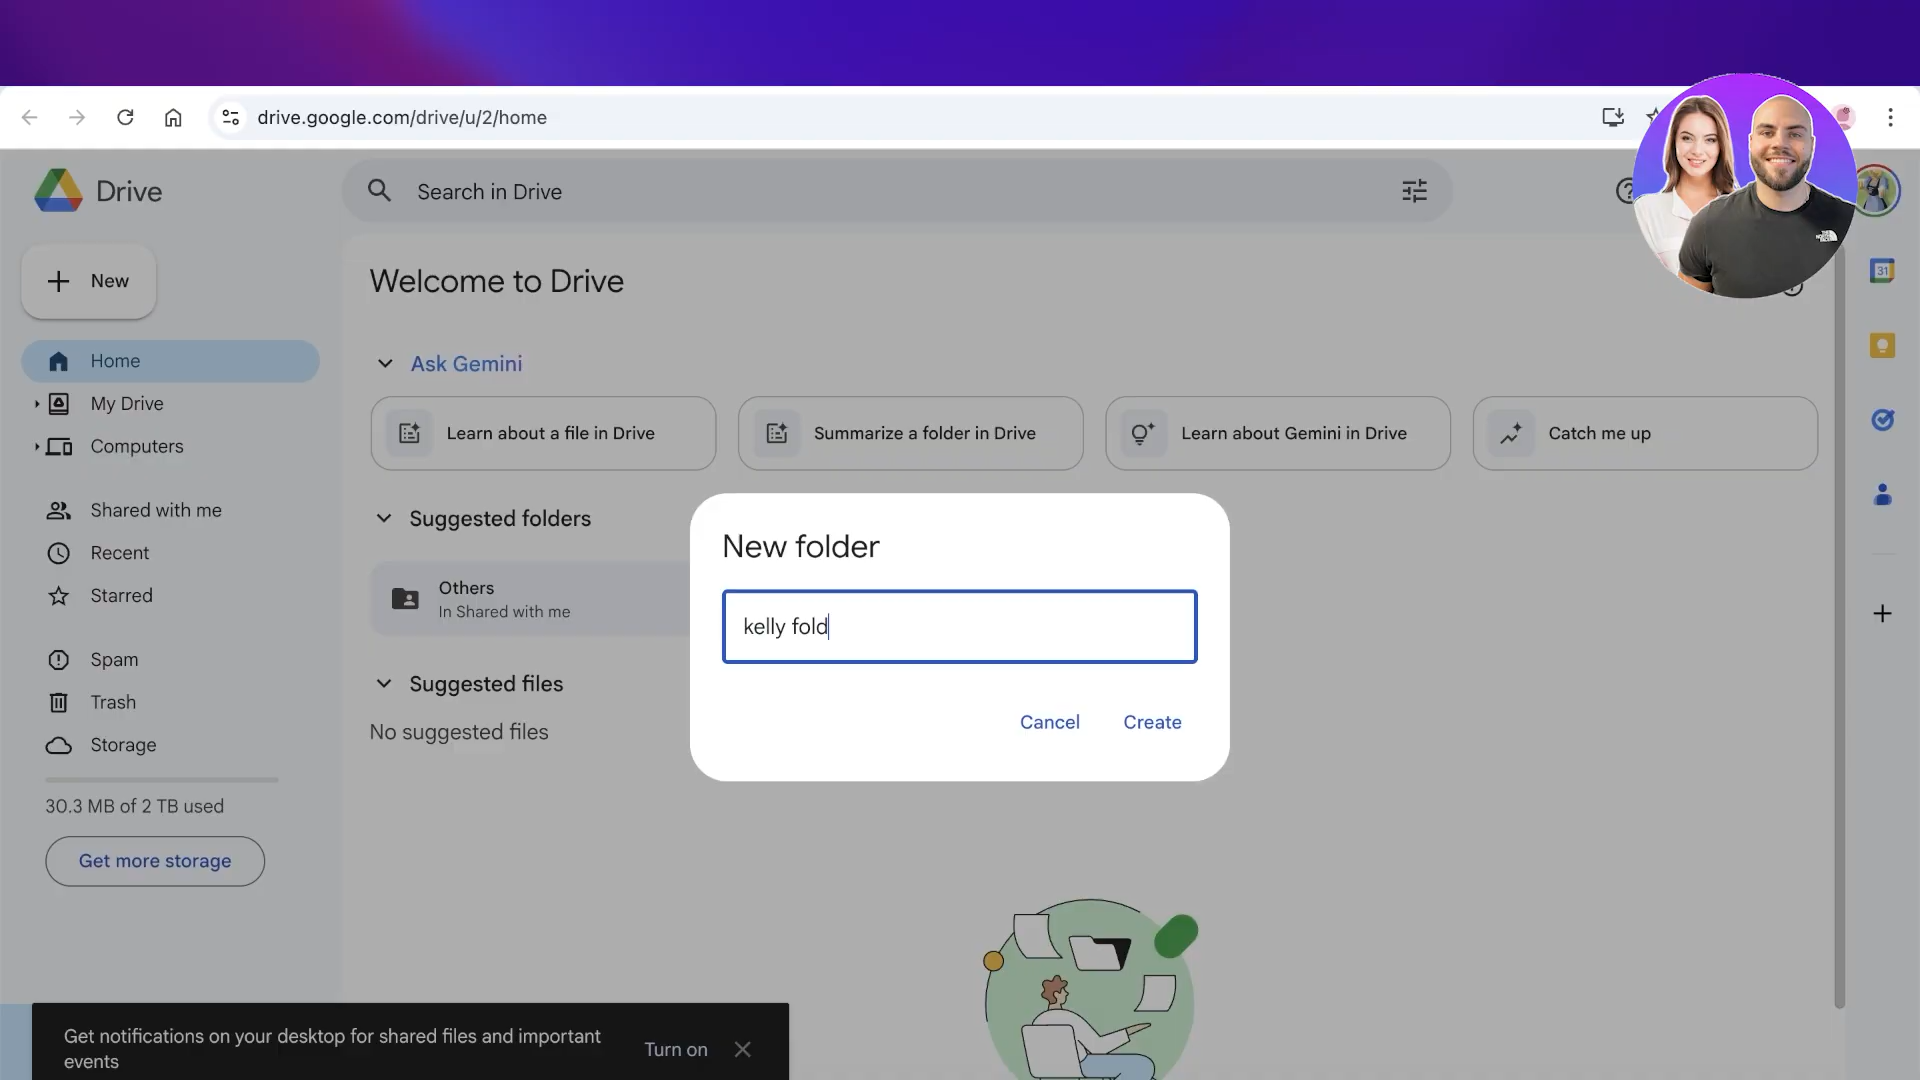 drive.google.com/drive/u/2/home
Drive
Search in Drive
New
Welcome to Drive
Home
My Drive
Computers
Shared with me
Recent
Starred
Spam
Trash
Storage
30.3 MB of 2 TB used
Get more storage
Ask Gemini
Learn about a file in Drive
Summarize a folder in Drive
Learn about Gemini in Drive
Catch me up
Suggested folders
Others
In Shared with me
Suggested files
No suggested files
New folder
kelly fold
Cancel
Create
31
Get notifications on your desktop for shared files and important
events
Turn on